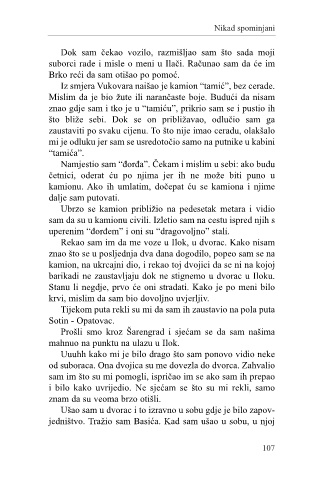 Nikad spominjani
Dok sam čekao vozilo, razmišljao sam što sada moji
suborci rade i misle o meni u Ilači. Računao sam da će im
Brko reći da sam otišao po pomoć.
Iz smjera Vukovara naišao je kamion “tamić”, bez cerade.
Mislim da je bio žute ili narančaste boje. Budući da nisam
znao gdje sam i tko je u “tamiću”, prikrio sam se i pustio ih
što bliže sebi. Dok se on približavao, odlučio sam ga
zaustaviti po svaku cijenu. To što nije imao ceradu, olakšalo
mi je odluku jer sam se usredotočio samo na putnike u kabini
“tamića”.
Namjestio sam “đorđa”. Čekam i mislim u sebi: ako budu
četnici, oderat ću po njima jer ih ne može biti puno u
kamionu. Ako ih umlatim, dočepat ću se kamiona i njime
dalje sam putovati.
Ubrzo se kamion približio na pedesetak metara i vidio
sam da su u kamionu civili. Izletio sam na cestu ispred njih s
uperenim “đorđem” i oni su “dragovoljno” stali.
Rekao sam im da me voze u Ilok, u dvorac. Kako nisam
znao što se u posljednja dva dana dogodilo, popeo sam se na
kamion, na ukrcajni dio, i rekao toj dvojici da se ni na kojoj
barikadi ne zaustavljaju dok ne stignemo u dvorac u Iloku.
Stanu li negdje, prvo će oni stradati. Kako je po meni bilo
krvi, mislim da sam bio dovoljno uvjerljiv.
Tijekom puta rekli su mi da sam ih zaustavio na pola puta
Sotin - Opatovac.
Prošli smo kroz Šarengrad i sjećam se da sam našima
mahnuo na punktu na ulazu u Ilok.
Uuuhh kako mi je bilo drago što sam ponovo vidio neke
od suboraca. Ona dvojica su me dovezla do dvorca. Zahvalio
sam im što su mi pomogli, ispričao im se ako sam ih prepao
i bilo kako uvrijedio. Ne sjećam se što su mi rekli, samo
znam da su veoma brzo otišli.
Ušao sam u dvorac i to izravno u sobu gdje je bilo zapov-
jedništvo. Tražio sam Basića. Kad sam ušao u sobu, u njoj
107